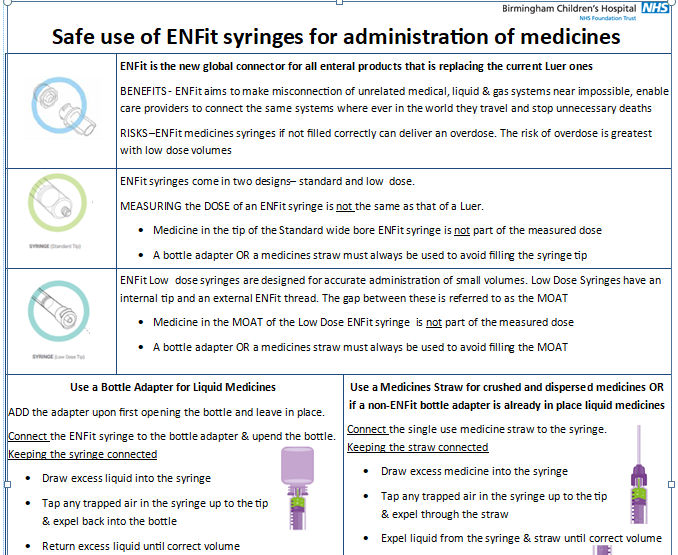 Birmingham Children's Hospital NHS
NHS Foundation Trust
Safe use of ENFit syringes for administration of medicines
ENFit is the new global connector for all enteral products that is replacing the current Luer ones
BENEFITS - ENFit aims to make misconnection of unrelated medical, liquid & gas systems near impossible, enable
care providers to connect the same systems where ever in the world they travel and stop unnecessary deaths
RISKS–ENFit medicines syringes if not filled correctly can deliver an overdose. The risk of overdose is greatest
with low dose volumes
ENFit syringes come in two designs– standard and low dose.
MEASURING the DOSE of an ENFit syringe is not the same as that of a Luer.
• Medicine in the tip of the Standard wide bore ENFit syringe is not part of the measured dose
• A bottle adapter OR a medicines straw must always be used to avoid filling the syringe tip
SYRINGE (Standard Tip)
ENFit Low dose syringes are designed for accurate administration of small volumes. Low Dose Syringes have an
internal tip and an external ENFit thread. The gap between these is referred to as the MOAT
• Medicine in the MOAT of the Low Dose ENFit syringe is not part of the measured dose
• A bottle adapter OR a medicines straw must always be used to avoid filling the MOAT
SYRINGE (Low Dose Tip)
Use a Bottle Adapter for Liquid Medicines
ADD the adapter upon first opening the bottle and leave in place.
Connect the ENFit syringe to the bottle adapter & upend the bottle.
Keeping the syringe connected
• Draw excess liquid into the syringe
• Tap any trapped air in the syringe up to the tip
& expel back into the bottle
• Return excess liquid until correct volume
Use a Medicines Straw for crushed and dispersed medicines OR
if a non-ENFit bottle adapter is already in place liquid medicines
Connect the single use medicine straw to the syringe.
Keeping the straw connected
• Draw excess medicine into the syringe
• Tap any trapped air in the syringe up to the tip
& expel through the straw
• Expel liquid from the syringe & straw until correct volume